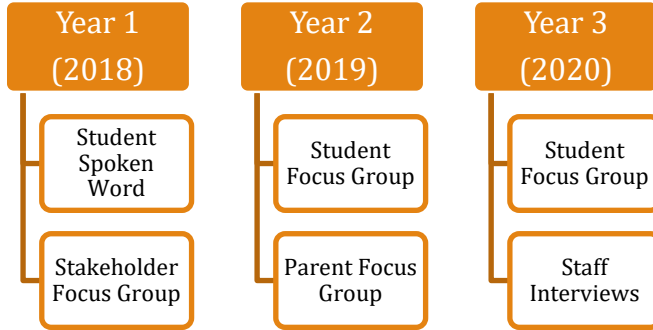 Year 1
(2018)
Student
Spoken
Word
Stakeholder
Focus Group
Year 2
(2019)
Student
Focus Group
Parent Focus
Group
Year 3
(2020)
Student
Focus Group
Staff
Interviews